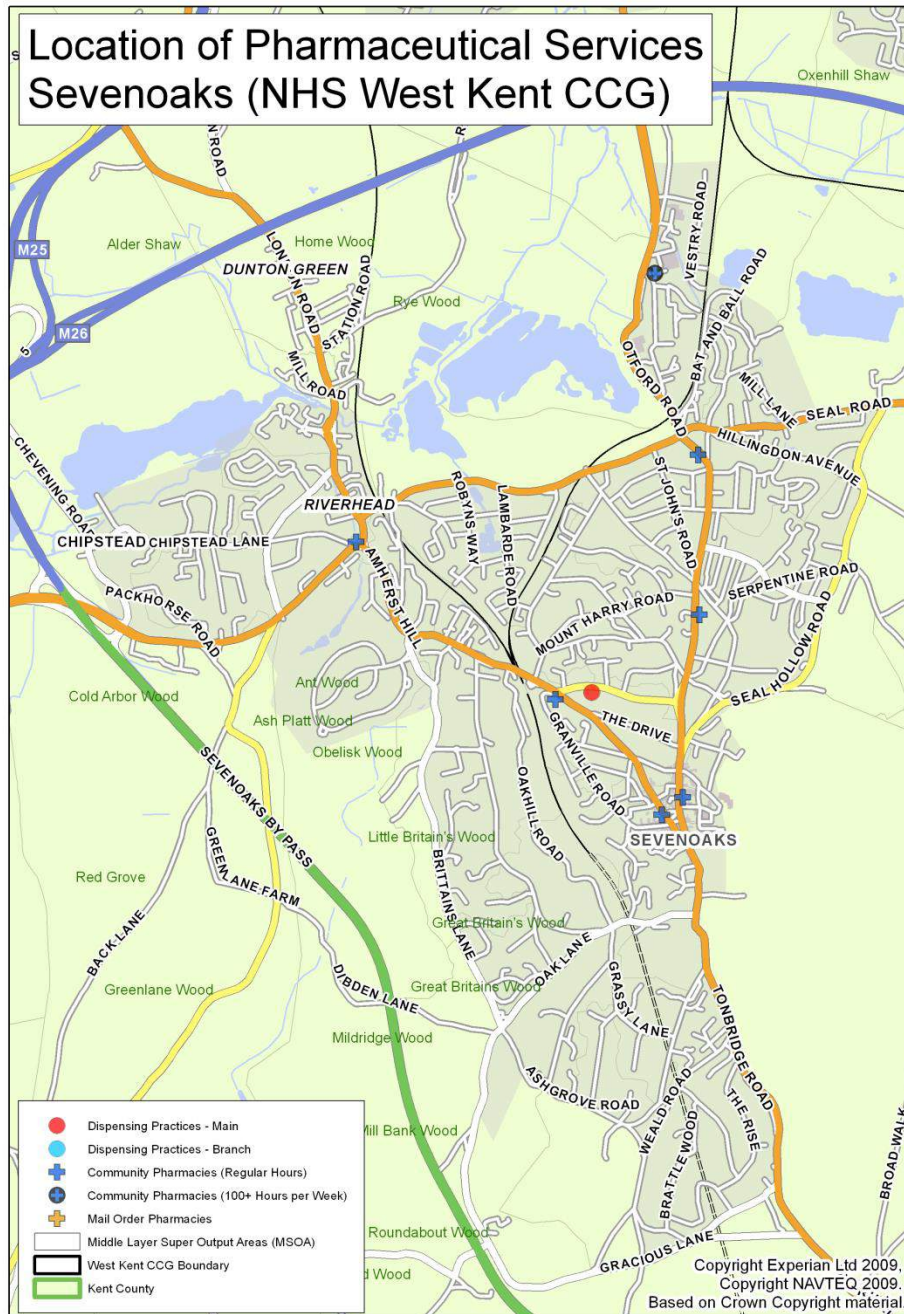 Location of Pharmaceutical Services
Sevenoaks (NHS West Kent CCG)
Oxenhill Shaw
VESTRY ROAD
M25
Alder Shaw
Home Wood
LONDON ROAD
DUNTON GREEN
STATION ROAD
Rye Wood
BAT AND BALL ROAD
M26
5
MILL ROAD
OTFORD ROAD
MILL LANE
SEAL ROAD
HILLINGDON AVENUE
CHEVENING ROAD
RIVERHEAD
ROBYNS WAY
LAMBARDE ROAD
ST JOHN'S ROAD
CHIPSTEAD
CHIPSTEAD LANE
AMHERST HILL
PACKHORSE ROAD
SERPENTINE ROAD
MOUNT HARRY ROAD
SEAL HOLLOW ROAD
Cold Arbor Wood
Ant Wood
Ash Platt Wood
THE DRIVE
Obelisk Wood
GRANVILLE ROAD
SEVENOAKS BY PASS
OAKHILL ROAD
Little Britain's Wood
SEVENOAKS
GREEN LANE FARM
BRITTAINS LANE
Red Grove
Great Britain's Wood
BACK LANE
OAK LANE
Greenlane Wood
DIBDEN LANE
Great Britains Wood
GRASSY LANE
TONBRIDGE ROAD
Mildridge Wood
ASHGROVE ROAD
WEALD ROAD
THE RISE
Mill Bank Wood
BRATTLEWOOD
BROAD WALK
Roundabout Wood
GRACIOUS LANE
d Wood
Dispensing Practices - Main
Dispensing Practices - Branch
Community Pharmacies (Regular Hours)
Community Pharmacies (100+ Hours per Week)
Mail Order Pharmacies
Middle Layer Super Output Areas (MSOA)
West Kent CCG Boundary
Kent County
Copyright Experian Ltd 2009,
Copyright NAVTEQ 2009.
Based on Crown Copyright material